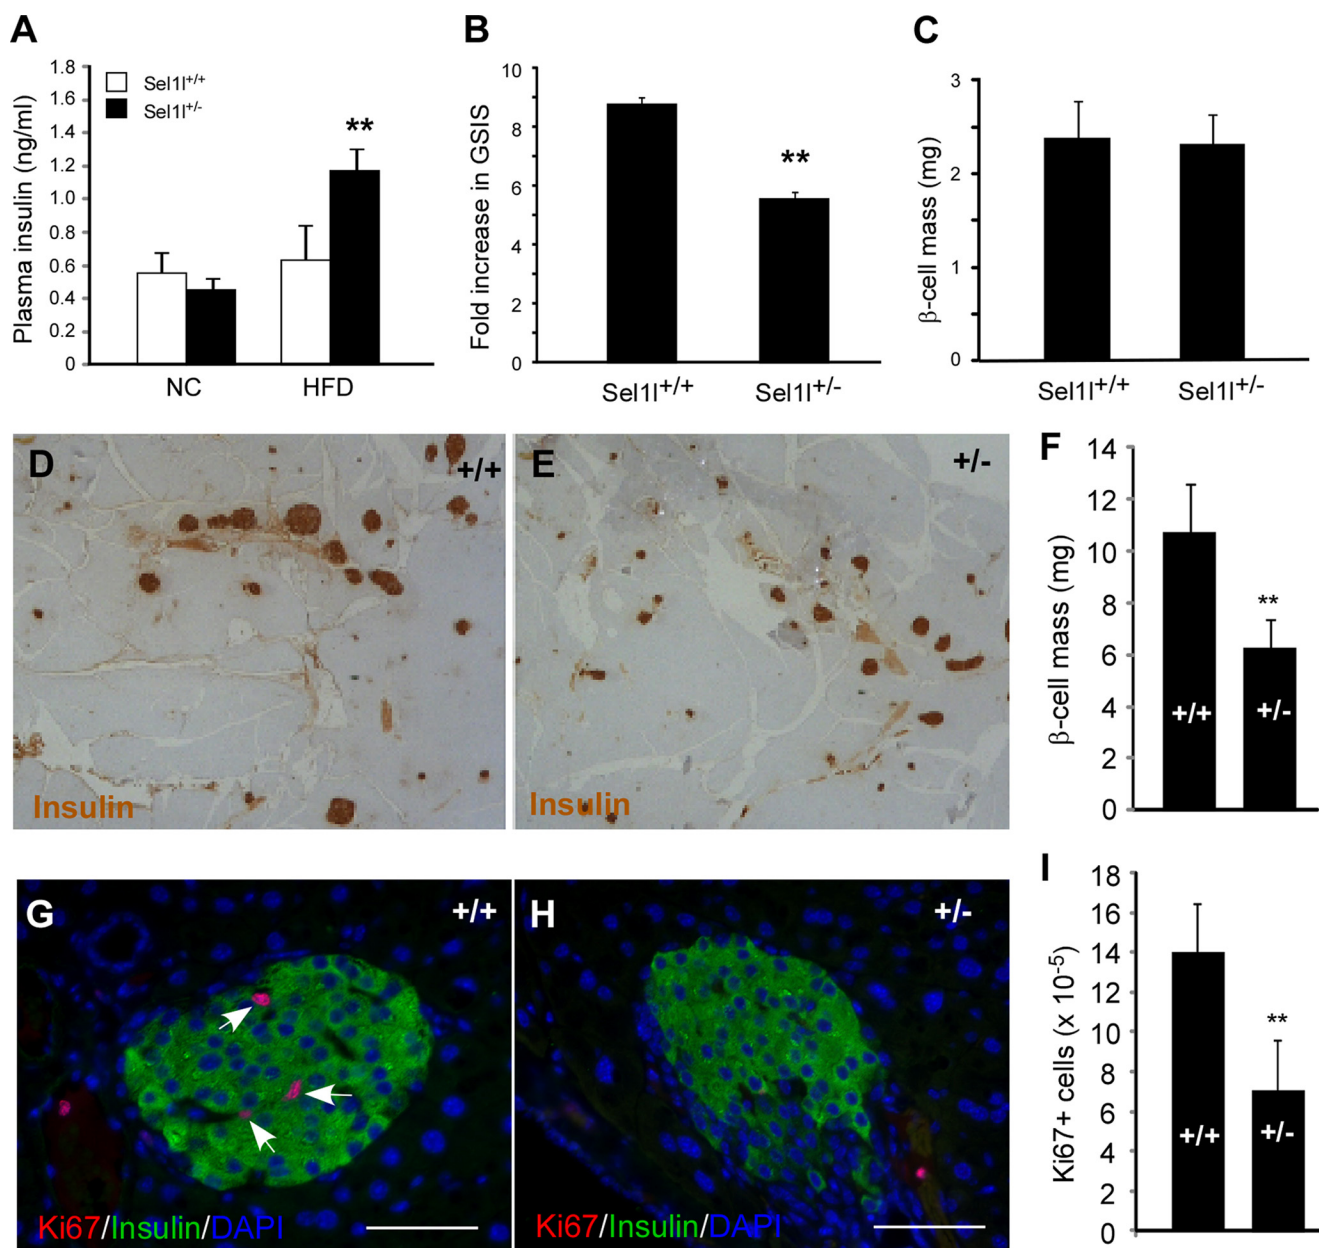 A
Plasma insulin (ng/ml)
1.8
1.6
1.4
1.2
1.0
0.8
0.6
0.4
0.2
0
Sel1l+/+
Sel1l+/-
**
NC
HFD
B
Fold increase in GSIS
10
8
6
4
2
0
**
Sel1l+/+
Sel1l+/-
C
β-cell mass (mg)
3
2
1
0
Sel1l+/+
Sel1l+/-
D
+/+
Insulin
E
+/-
Insulin
F
β-cell mass (mg)
14
12
10
8
6
4
2
0
**
+/+
+/-
G
+/+
Ki67/Insulin/DAPI
H
+/-
Ki67/Insulin/DAPI
I
Ki67+ cells (x 10-5)
18
16
14
12
10
8
6
4
2
0
**
+/+
+/-